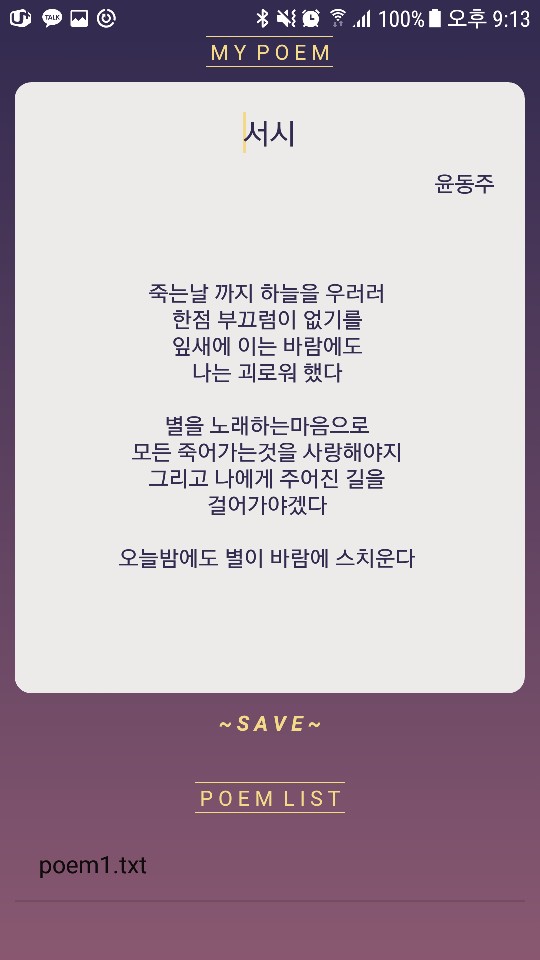 TALK 100% 오후 9:13
MY POEM
서시
윤동주
죽는날 까지 하늘을 우러러
한점 부끄럼이 없기를
잎새에 이는 바람에도
나는 괴로워 했다
별을 노래하는마음으로
모든 죽어가는것을 사랑해야지
그리고 나에게 주어진 길을
걸어가야겠다
오늘밤에도 별이 바람에 스치운다
~SAVE~
POEM LIST
poem1.txt